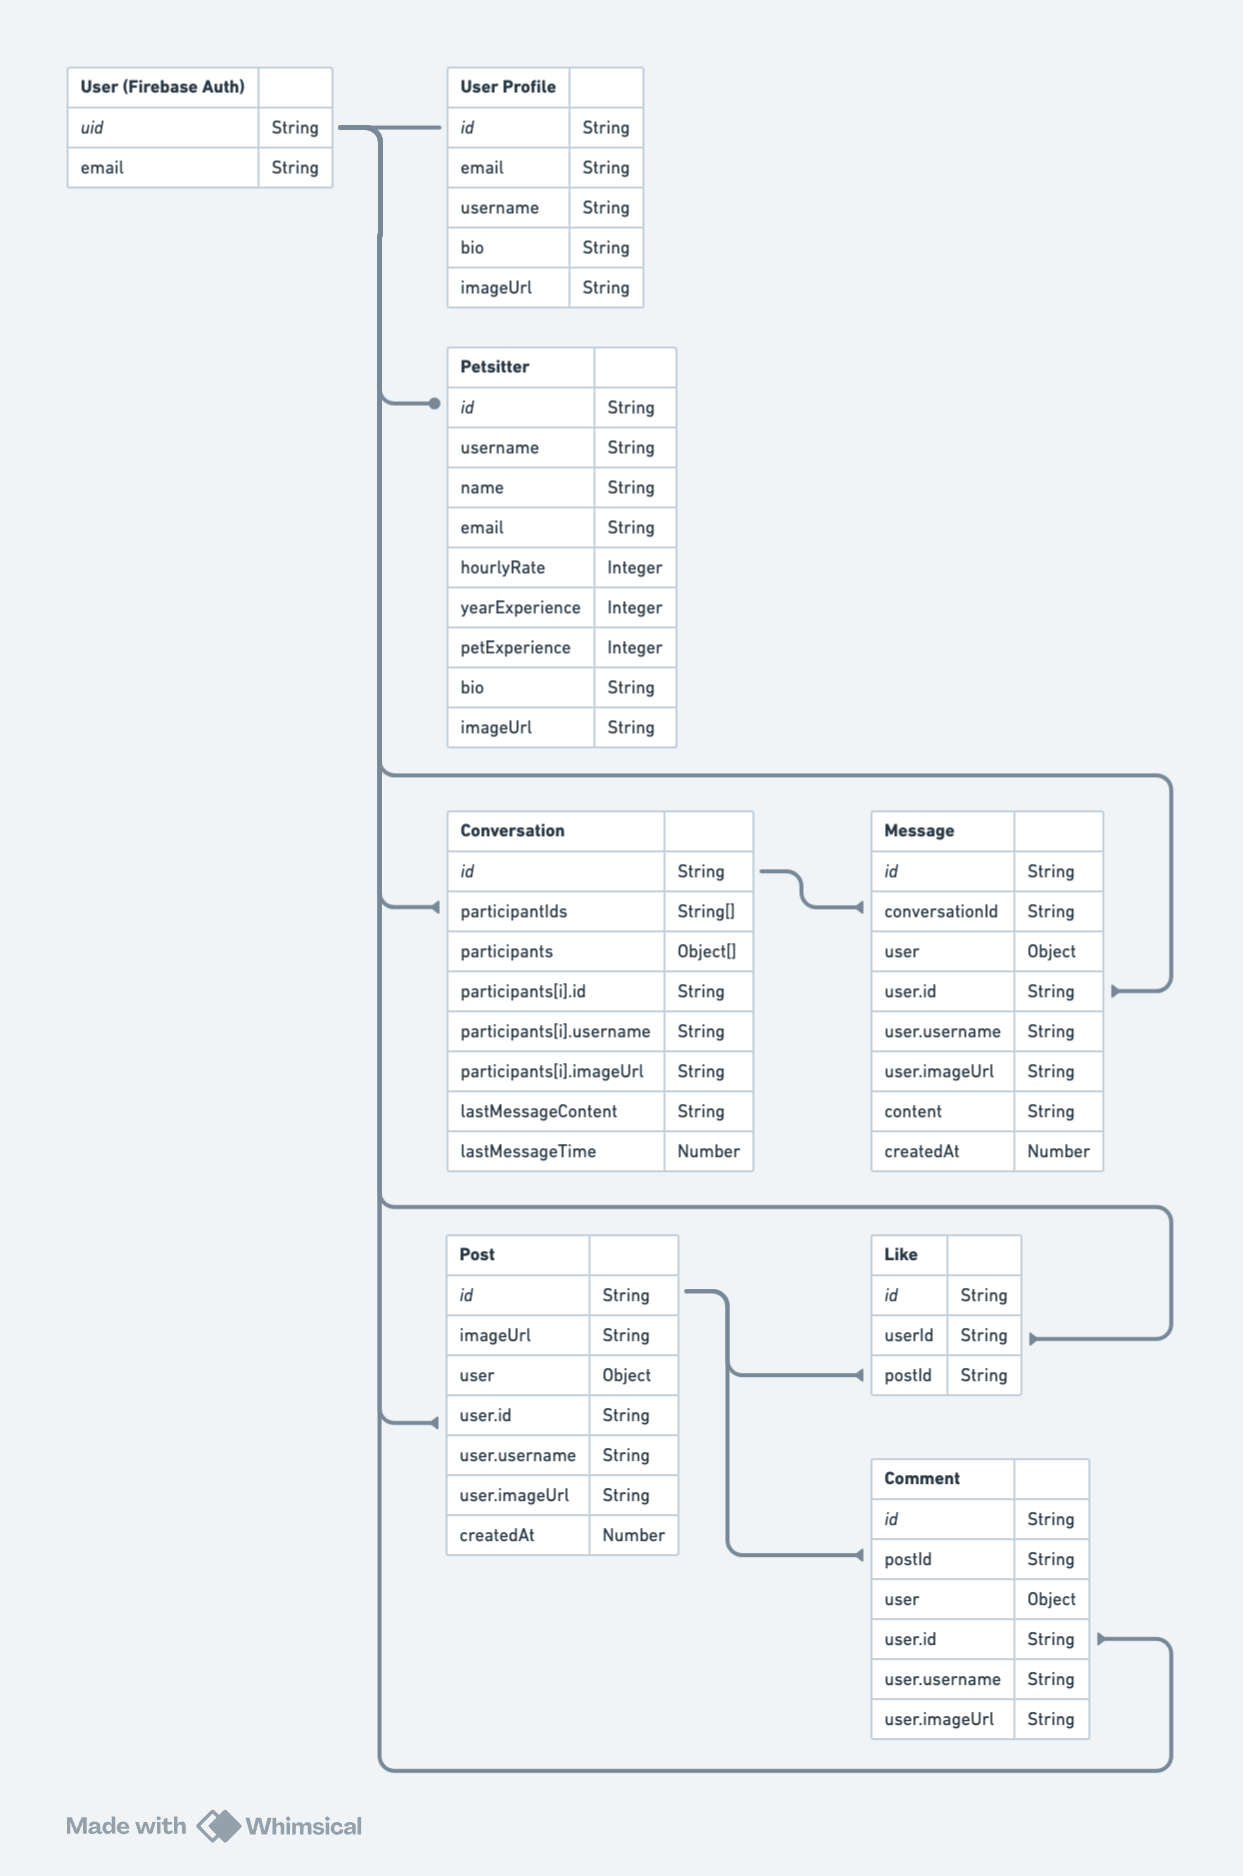 User (Firebase Auth)
uid String
email String
User Profile
id String
email String
username String
bio String
imageUrl String
Petsitter
id String
username String
name String
email String
hourlyRate Integer
yearExperience Integer
petExperience Integer
bio String
imageUrl String
Conversation
id String
participantIds String[]
participants Object[]
participants[i].id String
participants[i].username String
participants[i].imageUrl String
lastMessageContent String
lastMessageTime Number
Message
id String
conversationId String
user Object
user.id String
user.username String
user.imageUrl String
content String
createdAt Number
Post
id String
imageUrl String
user Object
user.id String
user.username String
user.imageUrl String
createdAt Number
Like
id String
userId String
postId String
Comment
id String
postId String
user Object
user.id String
user.username String
user.imageUrl String
Made with Whimsical